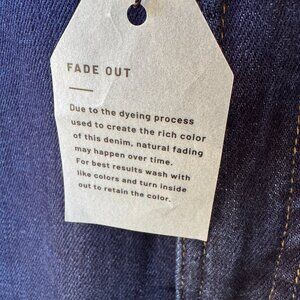 FADE OUT
Due to the dyeing process
used to create the rich color
of this denim, natural fading
may happen over time.
For best results wash with
like colors and turn inside
out to retain the color.